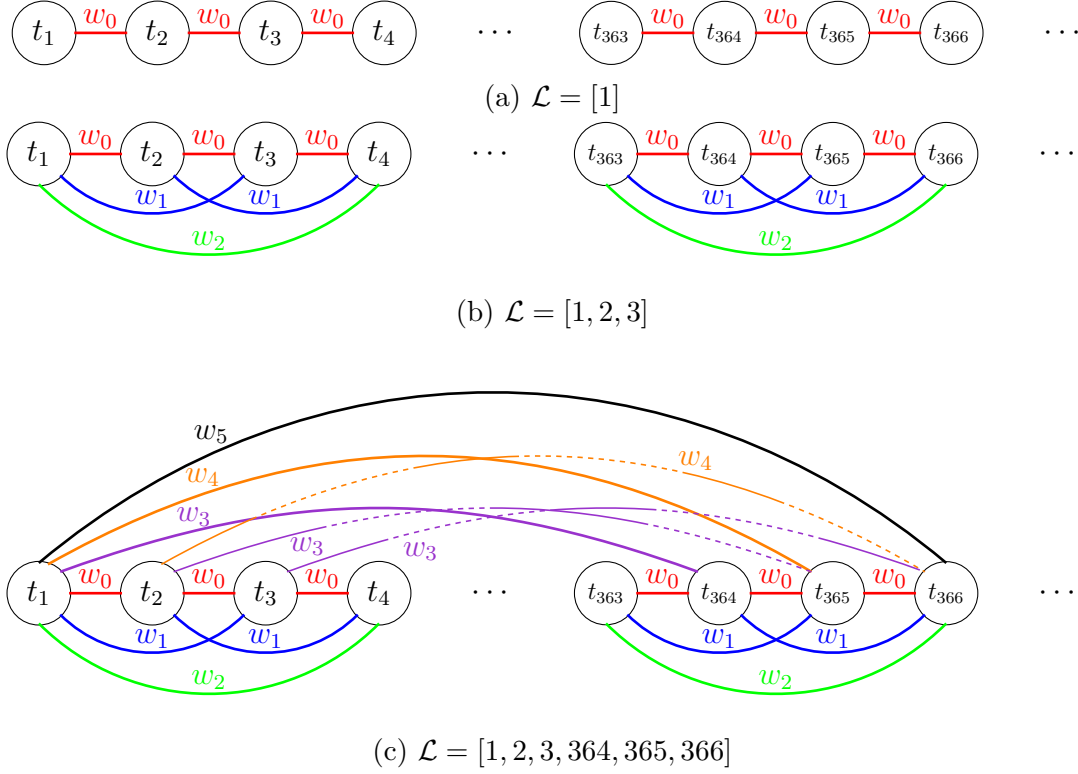 w₀ w₀ w₀ w₀ w₀ w₀
t₁ t₂ t₃ t₄ ⋯ t₃₆₃ t₃₆₄ t₃₆₅ t₃₆₆ ⋯
(a) ℒ = [1]
w₀ w₀ w₀ w₀ w₀ w₀
t₁ t₂ t₃ t₄ ⋯ t₃₆₃ t₃₆₄ t₃₆₅ t₃₆₆ ⋯
w₁ w₁ w₁ w₁
w₂ w₂
(b) ℒ = [1, 2, 3]
w₅
w₄ w₄
w₃ w₃ w₃
w₀ w₀ w₀ w₀ w₀ w₀
t₁ t₂ t₃ t₄ ⋯ t₃₆₃ t₃₆₄ t₃₆₅ t₃₆₆ ⋯
w₁ w₁ w₁ w₁
w₂ w₂
(c) ℒ = [1, 2, 3, 364, 365, 366]